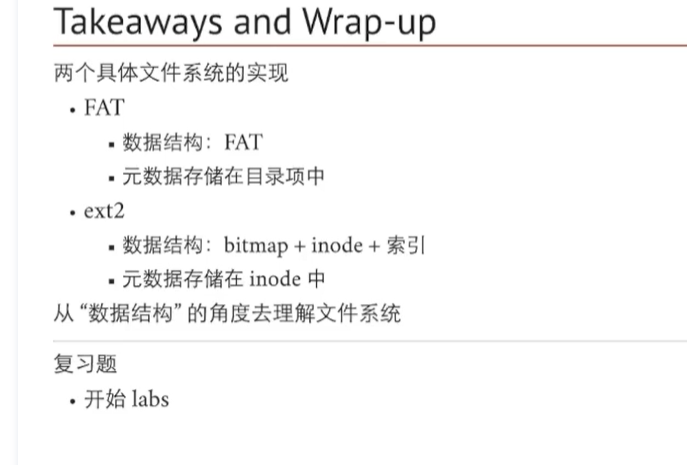 Takeaways and Wrap-up
两个具体文件系统的实现
• FAT
▪ 数据结构：FAT
▪ 元数据存储在目录项中
• ext2
▪ 数据结构：bitmap + inode + 索引
▪ 元数据存储在 inode 中
从 “数据结构” 的角度去理解文件系统
复习题
• 开始 labs